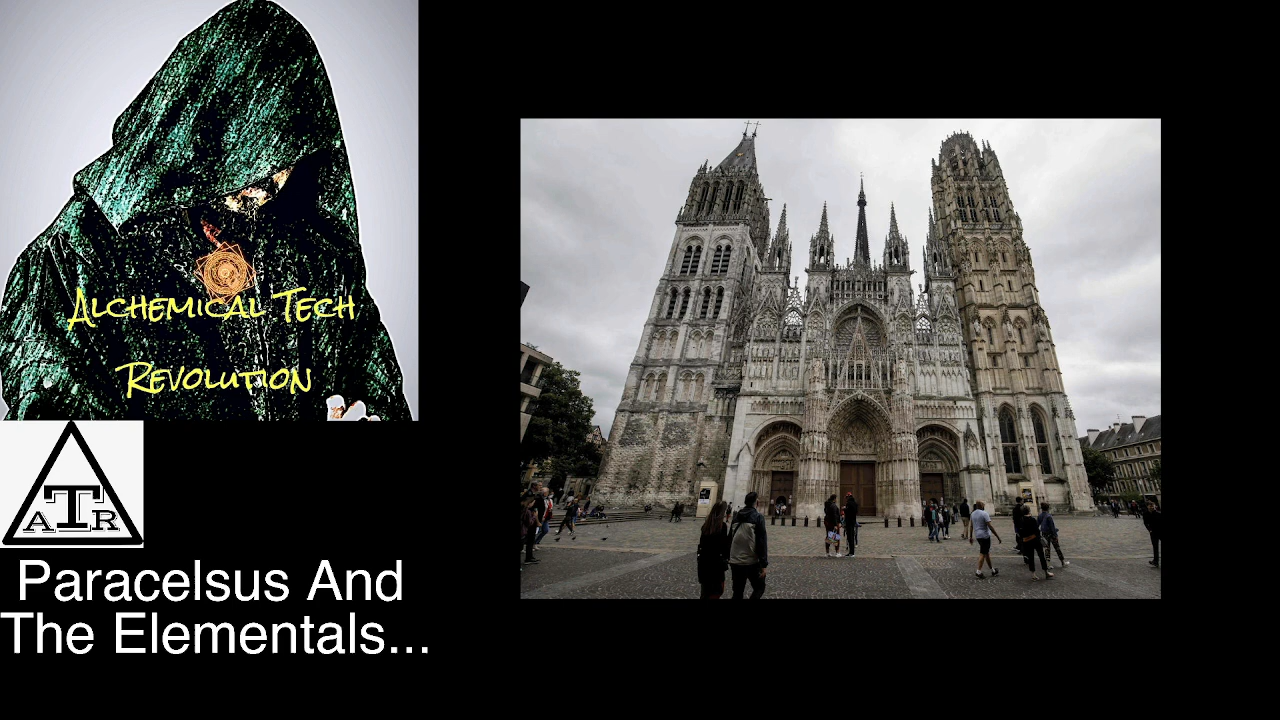 Alchemical Tech
Revolution
ATR
Paracelsus And
The Elementals...